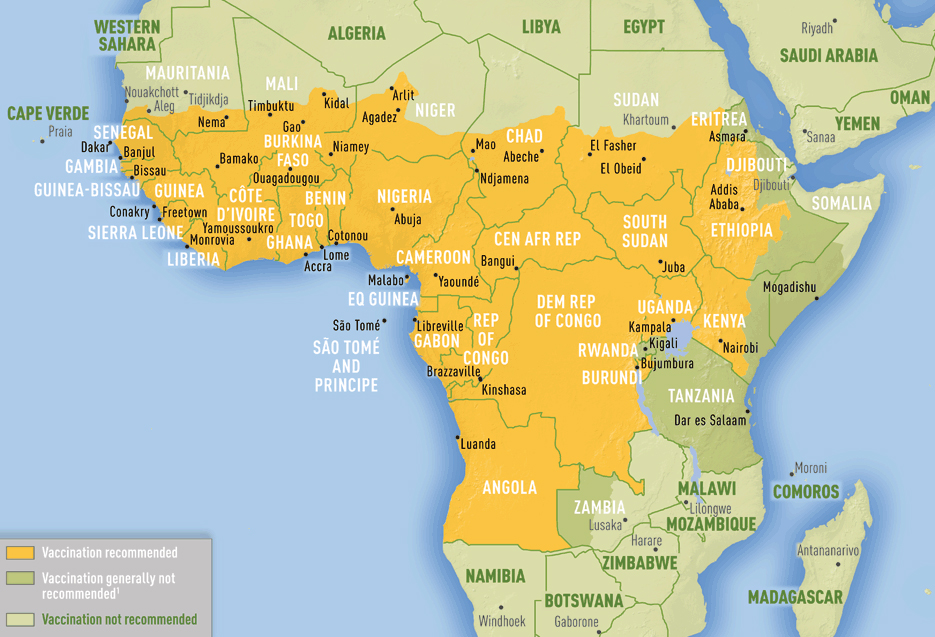 WESTERN
SAHARA
ALGERIA
LIBYA
EGYPT
Riyadh
SAUDI ARABIA
OMAN
YEMEN
Sanaa
MAURITANIA
Nouakchott
Aleg
Tidjikdja
MALI
Timbuktu
Kidal
Arlit
Agadez
NIGER
SUDAN
Khartoum
ERITREA
Asmara
CAPE VERDE
Praia
SENEGAL
Dakar
Nema
Gao
BURKINA
FASO
Niamey
Mao
CHAD
Abeche
El Fasher
El Obeid
DJIBOUTI
Djibouti
GAMBIA
Banjul
Bissau
Bamako
Ouagadougou
Ndjamena
GUINEA-BISSAU
GUINEA
CÔTE
D'IVOIRE
BENIN
NIGERIA
Addis
Ababa
SOMALIA
Conakry
Freetown
Yamoussoukro
TOGO
Abuja
SOUTH
SUDAN
ETHIOPIA
SIERRA LEONE
Monrovia
GHANA
Cotonou
CEN AFR REP
LIBERIA
Lome
Accra
CAMEROON
Bangui
Juba
Malabo
Yaoundé
Mogadishu
EQ GUINEA
DEM REP
OF CONGO
UGANDA
São Tomé
Libreville
GABON
REP
OF
CONGO
Kampala
KENYA
SÃO TOMÉ
AND
PRINCIPE
RWANDA
Kigali
Nairobi
Brazzaville
Bujumbura
BURUNDI
Kinshasa
TANZANIA
Dar es Salaam
Luanda
ANGOLA
Moroni
COMOROS
ZAMBIA
Lusaka
MALAWI
Lilongwe
MOZAMBIQUE
Harare
ZIMBABWE
Antananarivo
MADAGASCAR
NAMIBIA
Windhoek
BOTSWANA
Gaborone
Vaccination recommended
Vaccination generally not
recommended¹
Vaccination not recommended